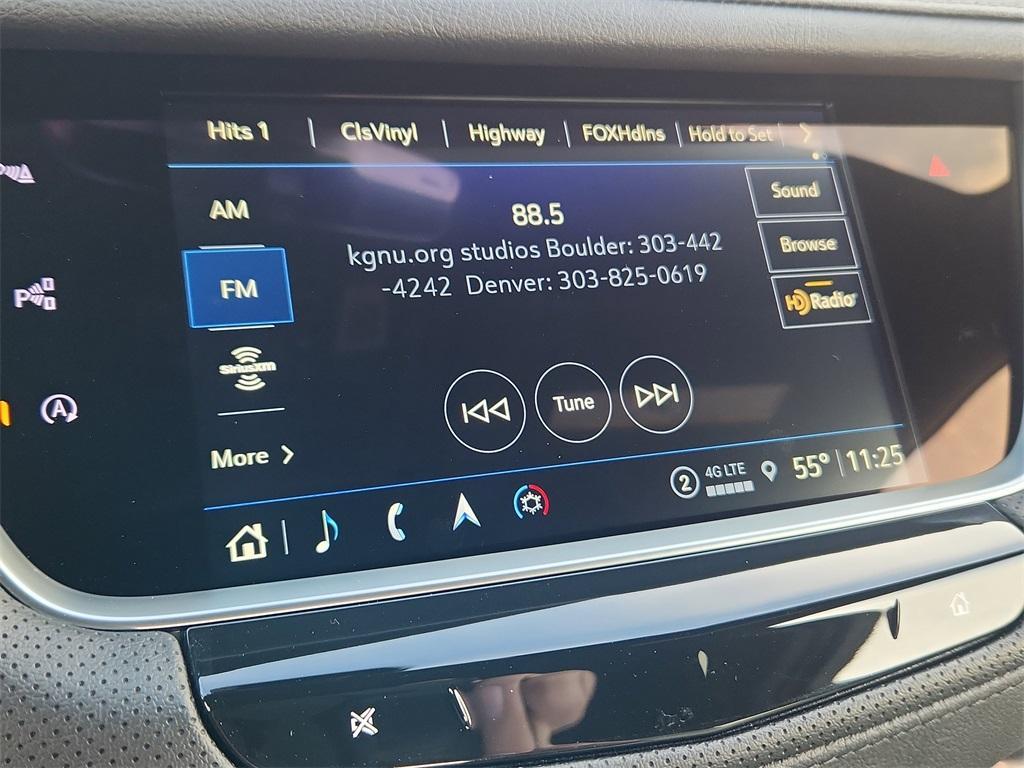 Hits 1 | ClsVinyl | Highway | FOXHdlns | Hold to Set >
AM
88.5
Sound
kgnu.org studios Boulder: 303-442
-4242 Denver: 303-825-0619
Browse
FM
HD Radio
SiriusXM
Tune
More >
2 4G LTE 55° | 11:25
P
A